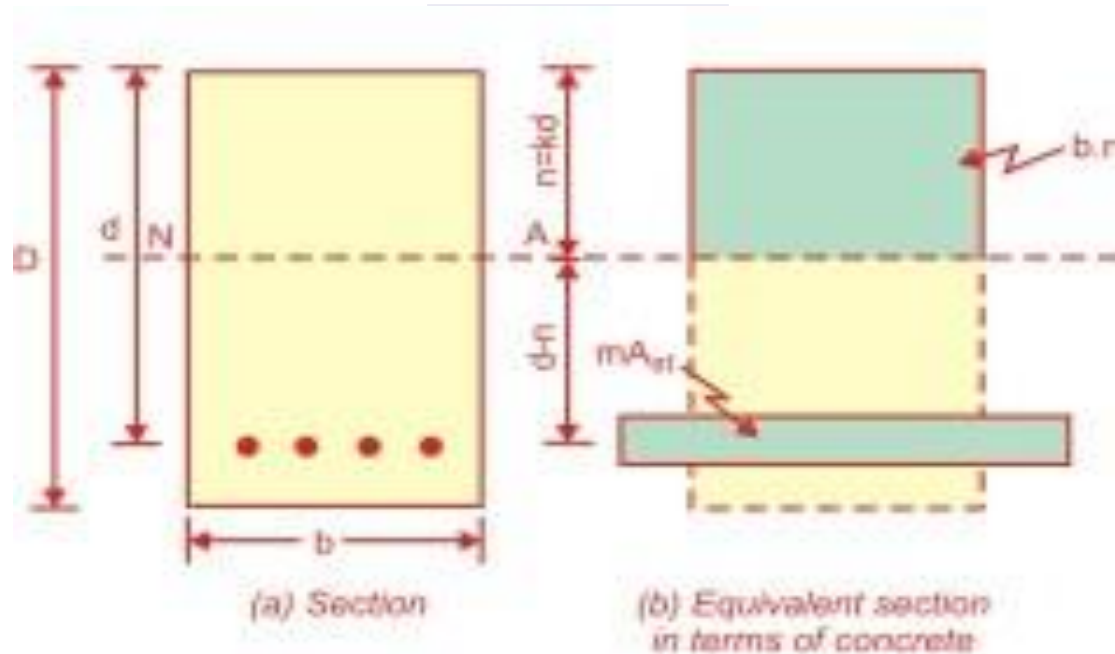 D
d
N
A
n=kd
d-n
b
b.n
mAst
(a) Section
(b) Equivalent section
in terms of concrete